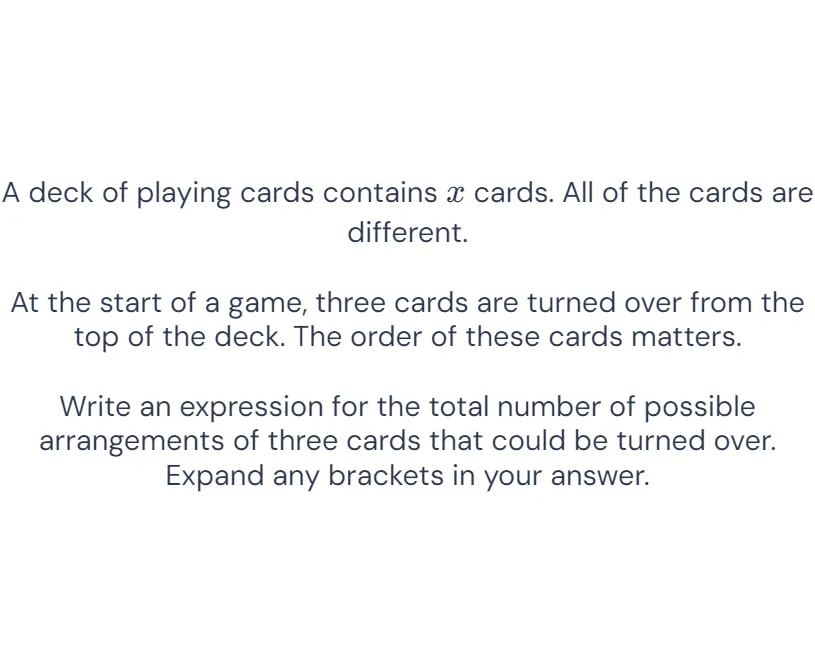 A deck of playing cards contains x cards. All of the cards are
different.
At the start of a game, three cards are turned over from the
top of the deck. The order of these cards matters.
Write an expression for the total number of possible
arrangements of three cards that could be turned over.
Expand any brackets in your answer.